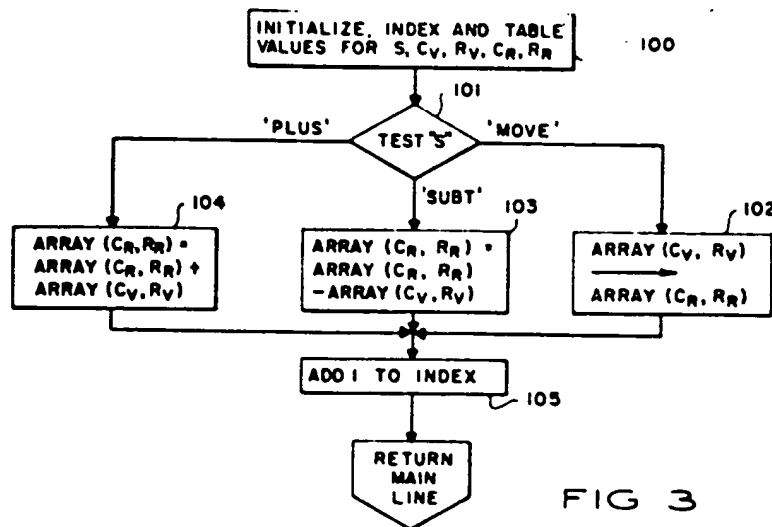 INITIALIZE, INDEX AND TABLE
VALUES FOR S, CV, RV, CR, RR
100
101
'PLUS'
TEST "S"
'MOVE'
'SUBT'
104
103
102
ARRAY (CR, RR) =
ARRAY (CR, RR) +
ARRAY (CV, RV)
ARRAY (CR, RR) =
ARRAY (CR, RR)
-ARRAY (CV, RV)
ARRAY (CV, RV)
ARRAY (CR, RR)
ADD 1 TO INDEX
105
RETURN
MAIN
LINE
FIG 3